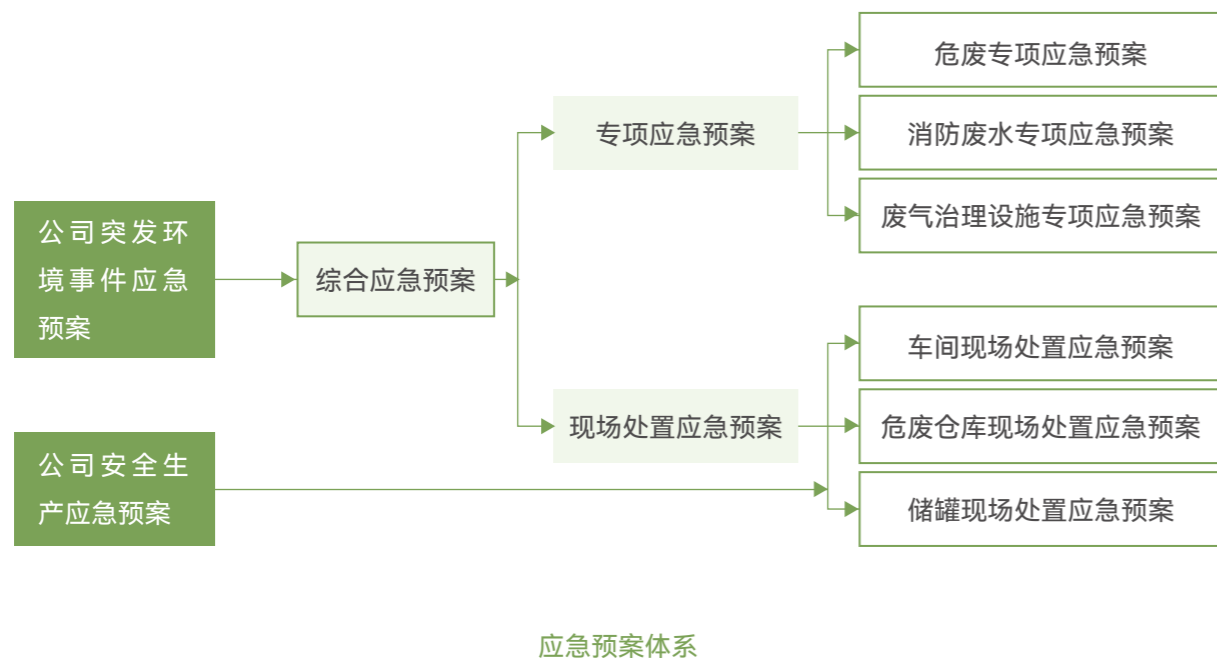 公司突发环
境事件应急
预案
综合应急预案
专项应急预案
危废专项应急预案
消防废水专项应急预案
废气治理设施专项应急预案
现场处置应急预案
车间现场处置应急预案
危废仓库现场处置应急预案
储罐现场处置应急预案
公司安全生
产应急预案
应急预案体系